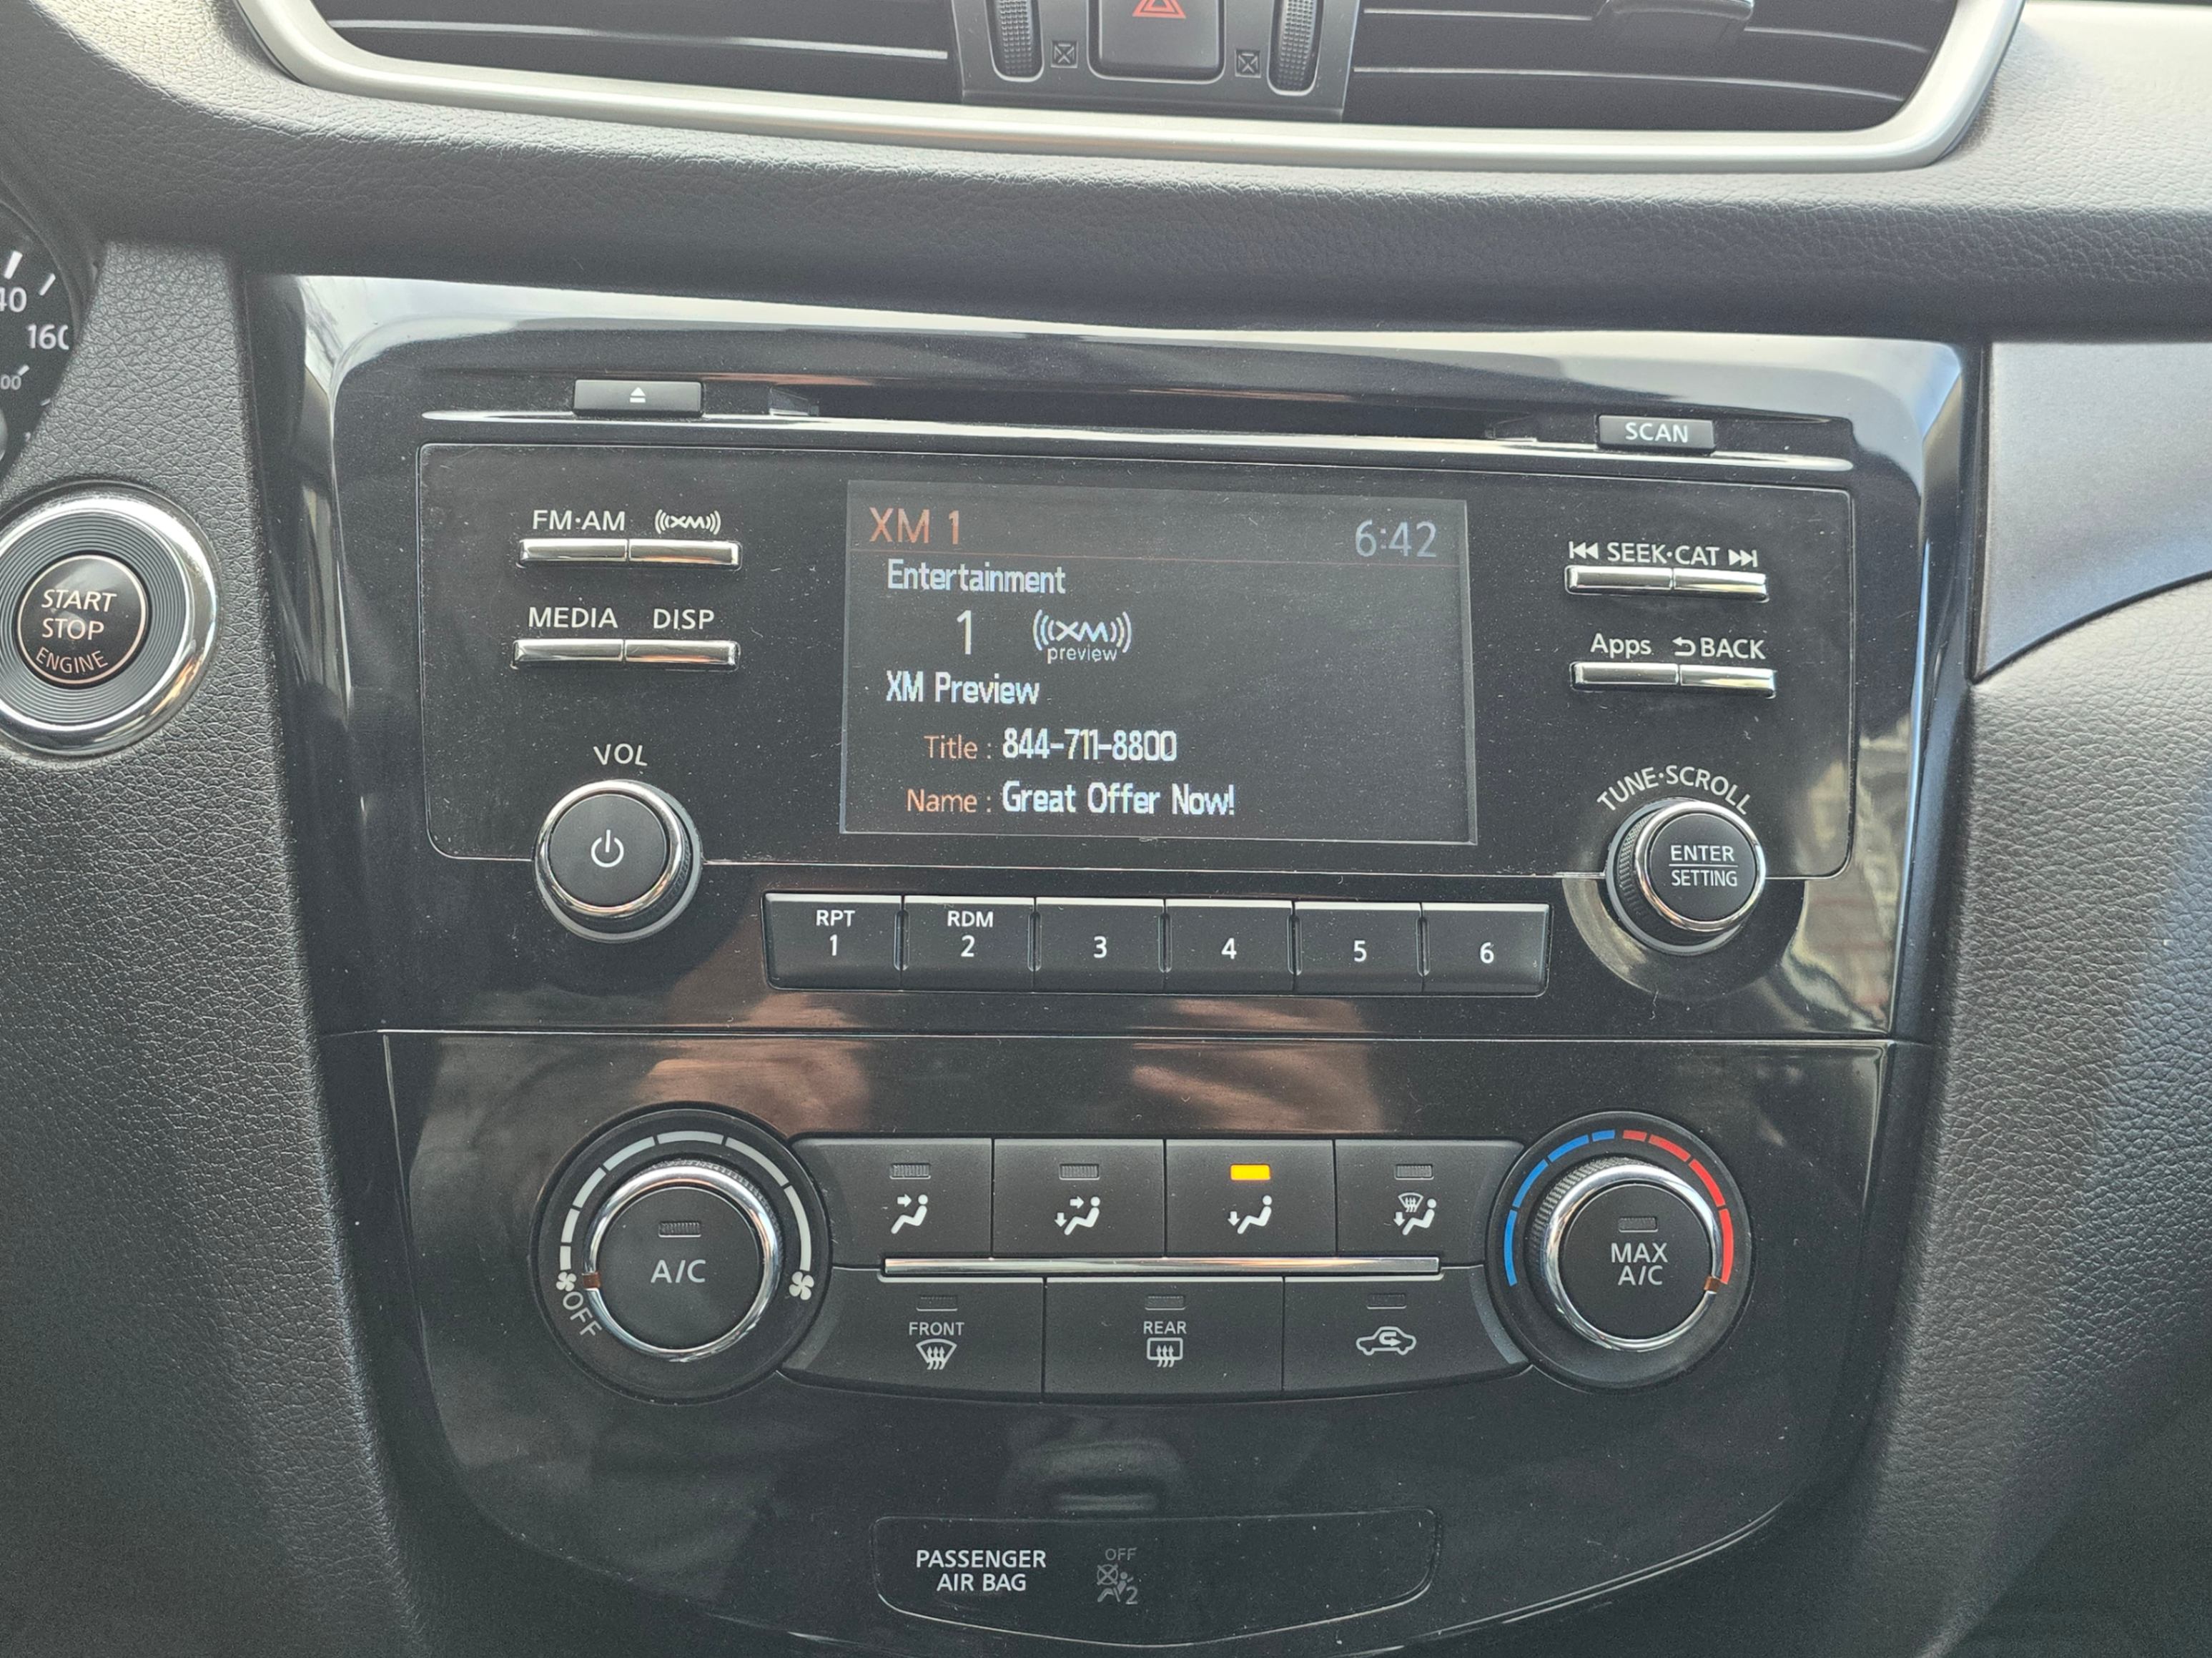 40
160
00
SCAN
FM·AM (((XM)))
XM 1 6:42
SEEK·CAT
Entertainment
1 (((XM)))
preview
START
STOP
ENGINE
MEDIA DISP
Apps BACK
XM Preview
Title : 844-711-8800
VOL
TUNE·SCROLL
Name : Great Offer Now!
ENTER
SETTING
RPT
1
RDM
2
3
4
5
6
A/C
OFF
MAX
A/C
FRONT
REAR
PASSENGER
AIR BAG
OFF
2